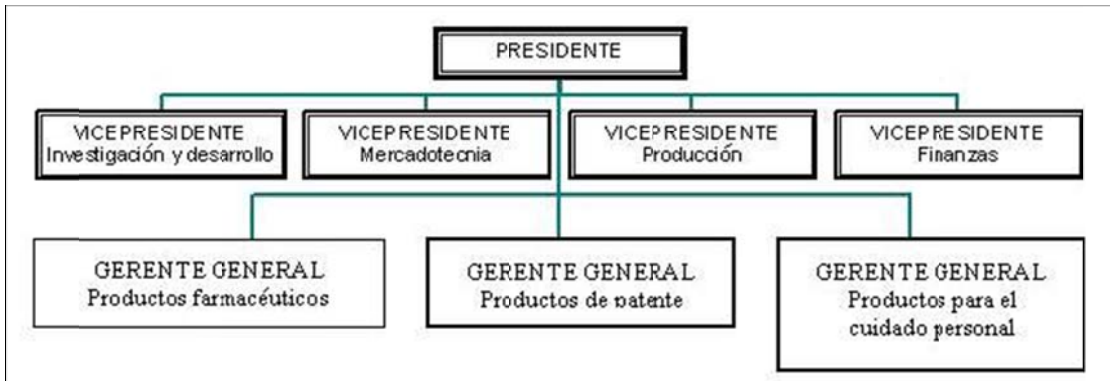 PRESIDENTE
VICEPRESIDENTE
Investigación y desarrollo
VICEPRESIDENTE
Mercadotecnia
VICEPRESIDENTE
Producción
VICEPRESIDENTE
Finanzas
GERENTE GENERAL
Productos farmacéuticos
GERENTE GENERAL
Productos de patente
GERENTE GENERAL
Productos para el
cuidado personal